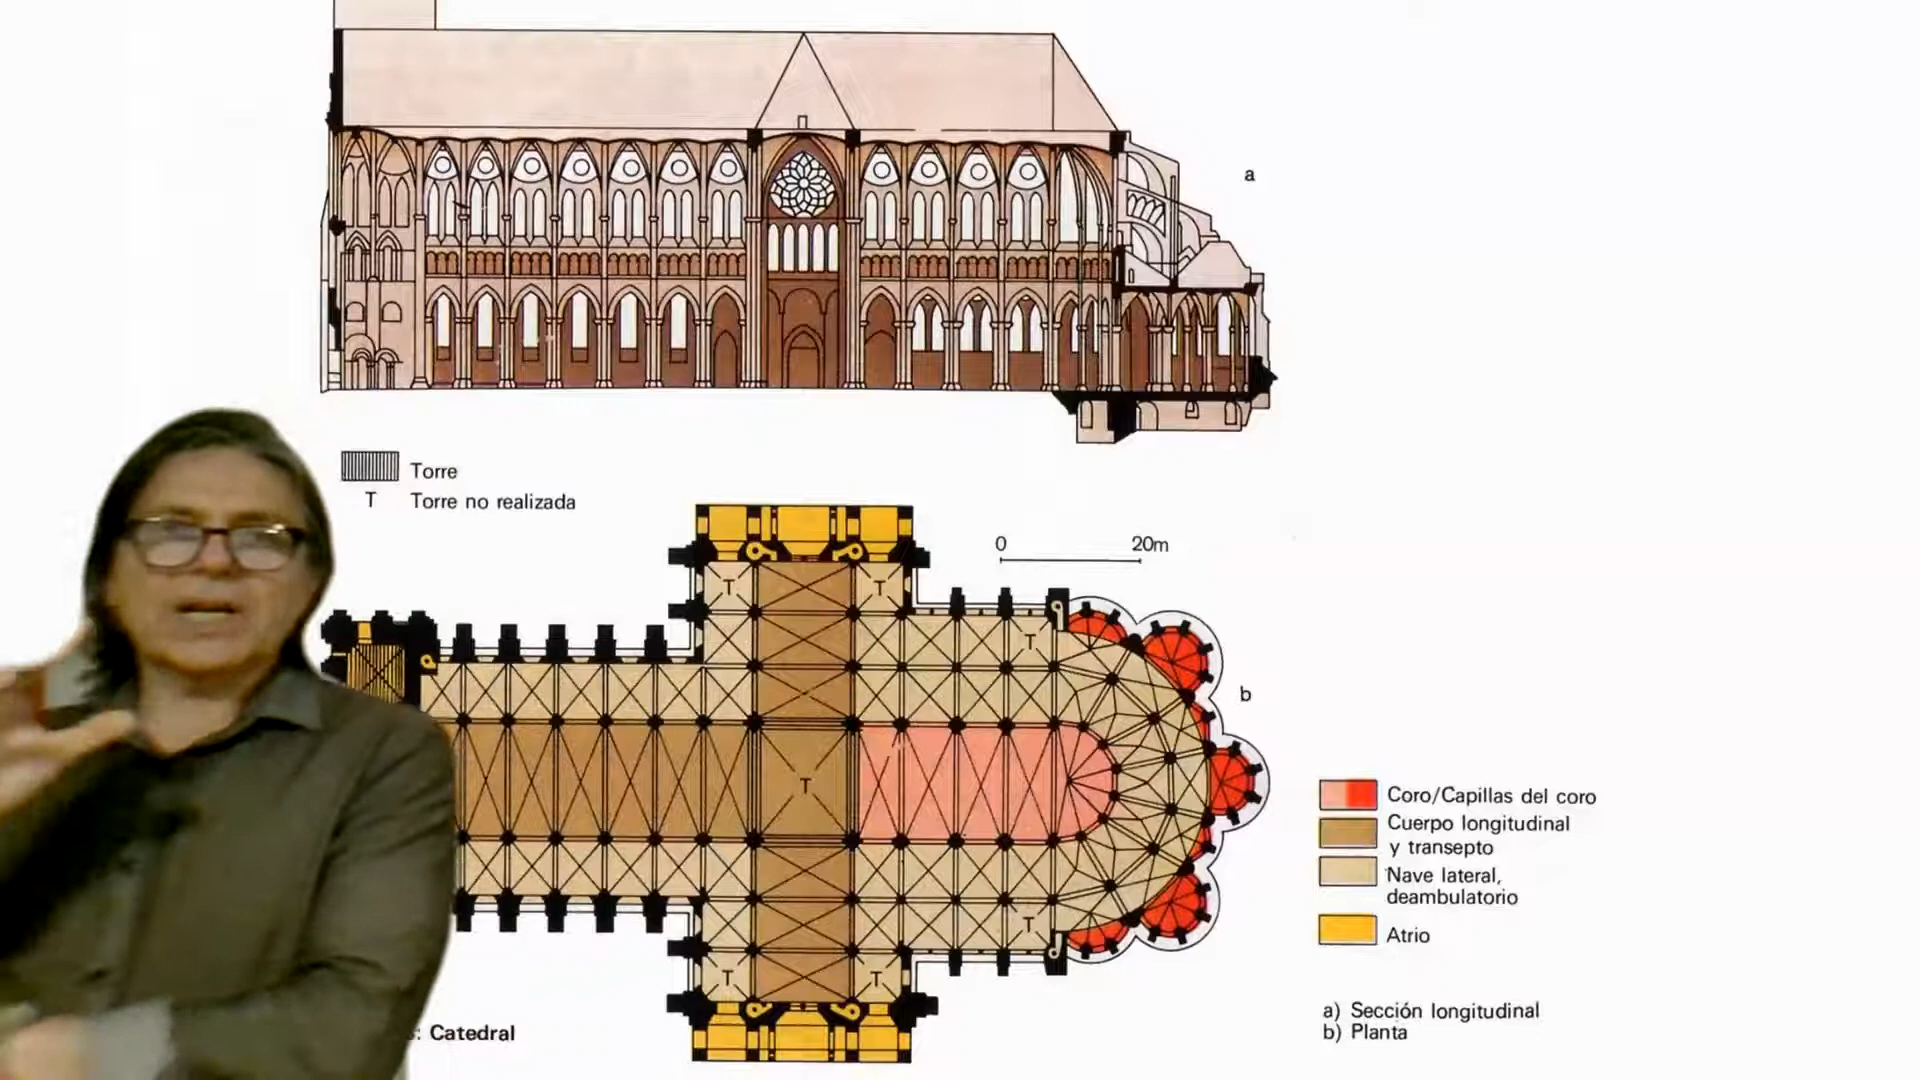 a
Torre
T Torre no realizada
0 20m
T T
T
b
T
Coro/Capillas del coro
Cuerpo longitudinal
y transepto
Nave lateral,
deambulatorio
T
Atrio
T T
a) Sección longitudinal
: Catedral
b) Planta